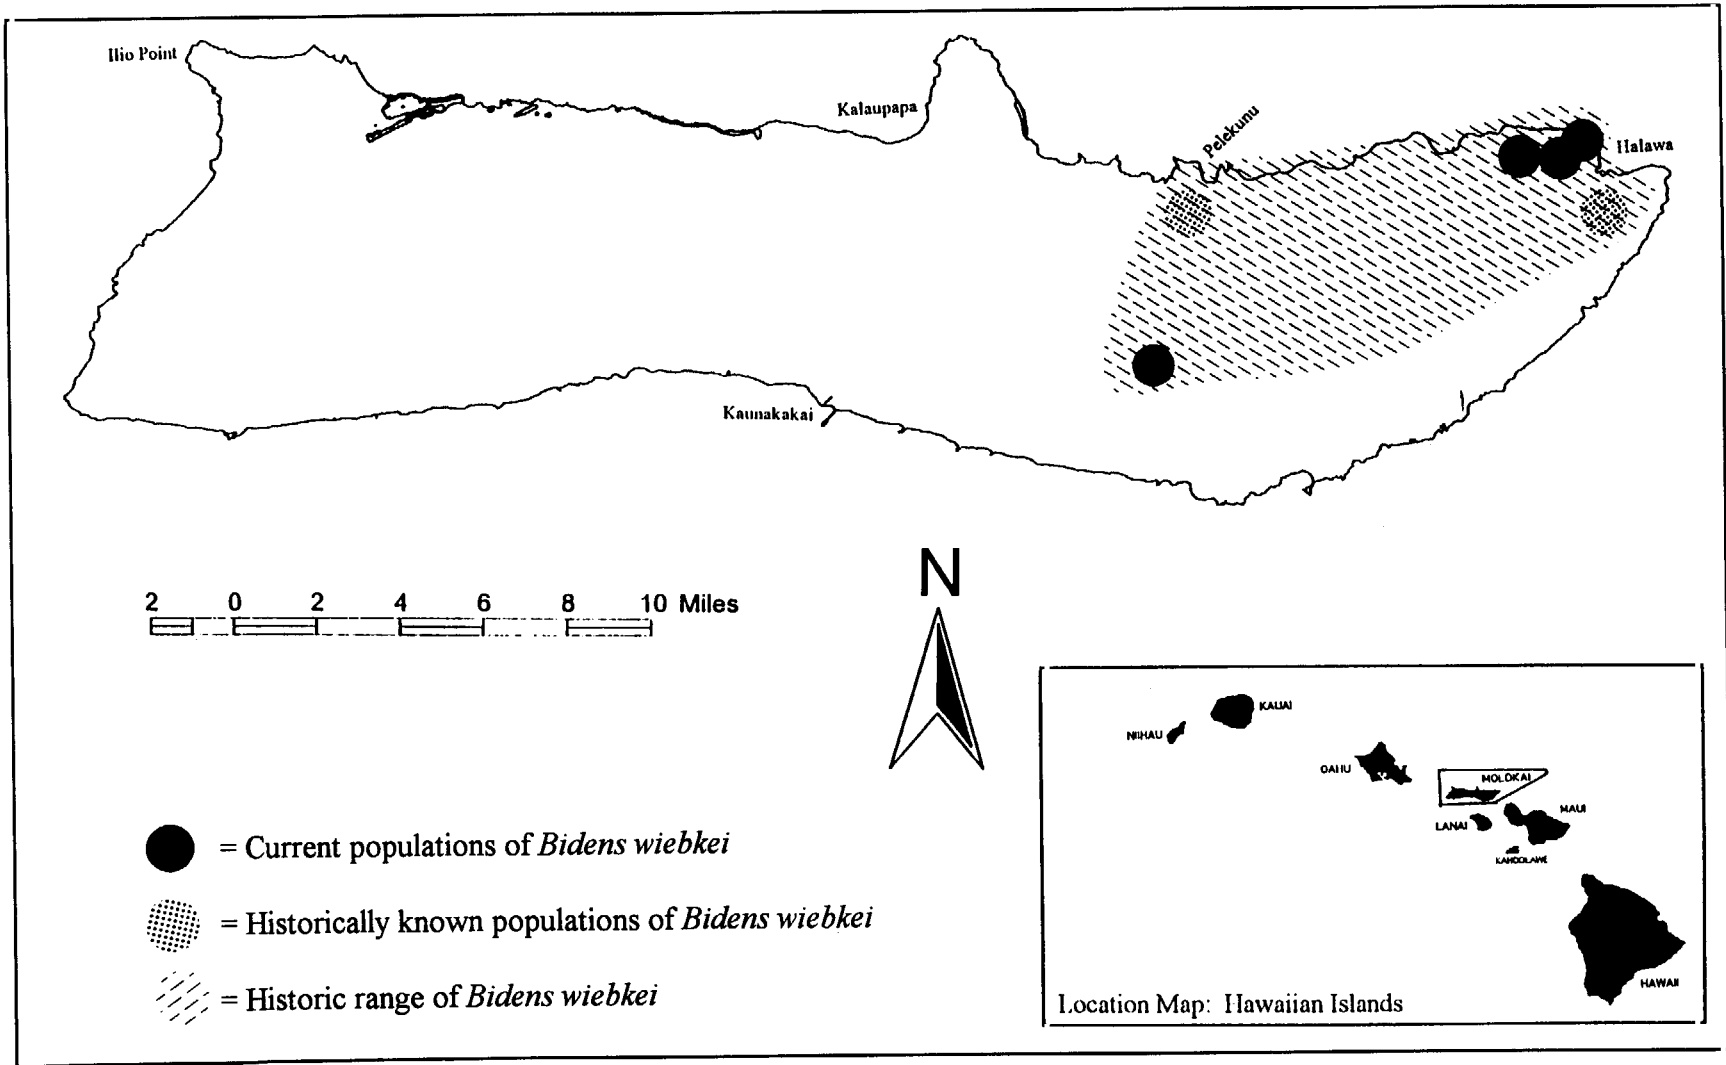 Ilio Point
Kalaupapa
Pelekunu
Halawa
Kaunakakai
N
2 0 2 4 6 8 10 Miles
= Current populations of Bidens wiebkei
= Historically known populations of Bidens wiebkei
= Historic range of Bidens wiebkei
KAUAI
NIIHAU
OAHU
MOLOKAI
MAUI
LANAI
KAHOOLAWE
HAWAII
Location Map: Hawaiian Islands